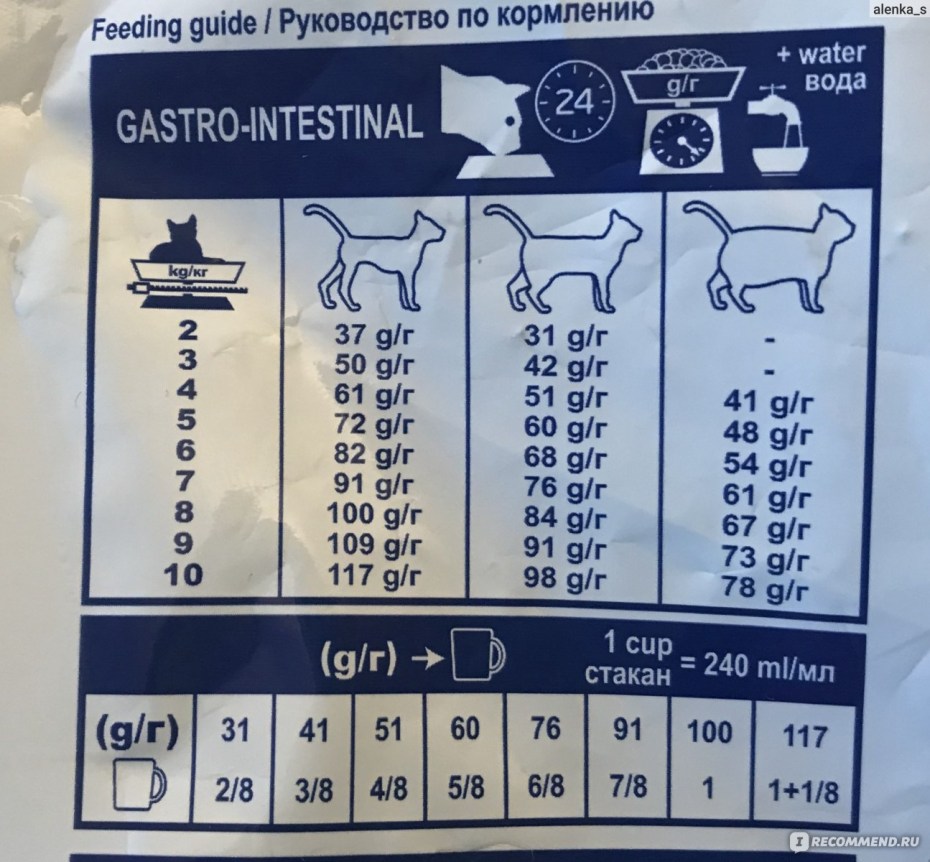 alenka_s
Feeding guide / Руководство по кормлению
+ water
вода
GASTRO-INTESTINAL
24
g/г
kg/кг
2 37 g/г 31 g/г -
3 50 g/г 42 g/г -
4 61 g/г 51 g/г 41 g/г
5 72 g/г 60 g/г 48 g/г
6 82 g/г 68 g/г 54 g/г
7 91 g/г 76 g/г 61 g/г
8 100 g/г 84 g/г 67 g/г
9 109 g/г 91 g/г 73 g/г
10 117 g/г 98 g/г 78 g/г
(g/г)
1 cup
стакан = 240 ml/мл
(g/г) 31 41 51 60 76 91 100 117
2/8 3/8 4/8 5/8 6/8 7/8 1 1+1/8
RECOMMEND.RU